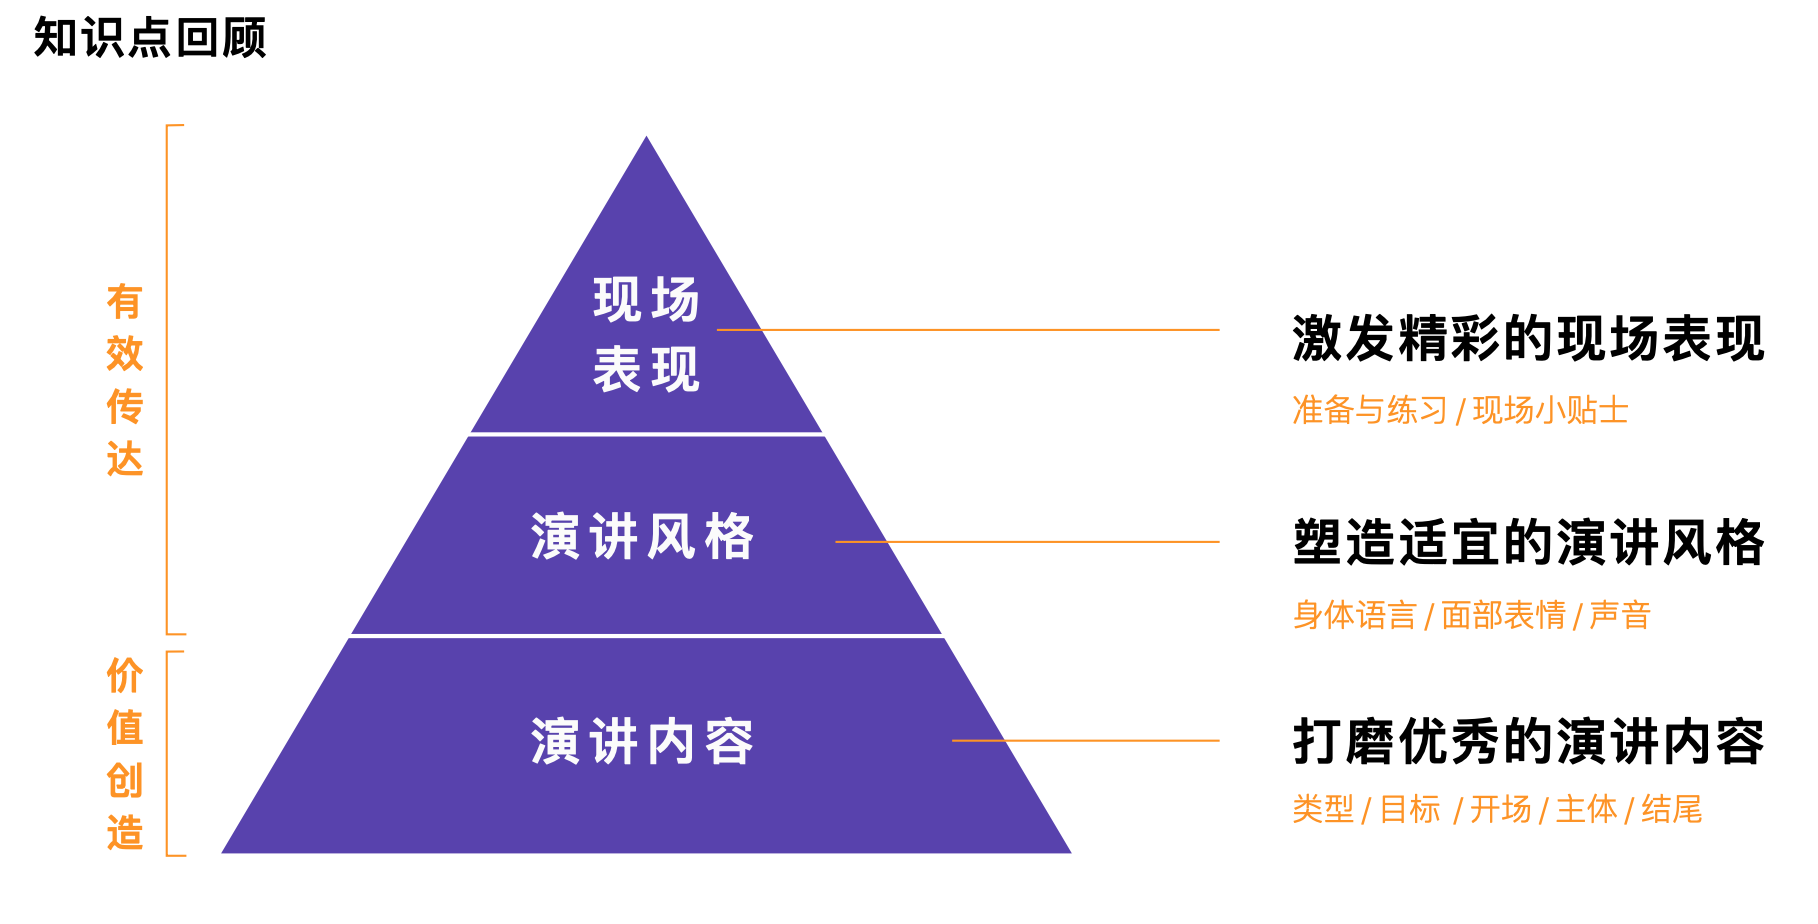 知识点回顾
有效传达
价值创造
现场
表现
演讲风格
演讲内容
激发精彩的现场表现
准备与练习 / 现场小贴士
塑造适宜的演讲风格
身体语言 / 面部表情 / 声音
打磨优秀的演讲内容
类型 / 目标 / 开场 / 主体 / 结尾